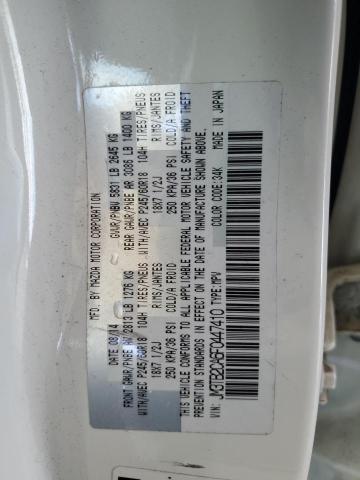 MFD. BY MAZDA MOTOR CORPORATION
DATE 08/14 GVWR/PNBV 5831 LB 2645 KG
FRONT GAWR/PNBE AV 2813 LB 1276 KG REAR GAWR/PNBE AR 3086 LB 1400 KG
WITH/AVEC P245/60R18 104H TIRES/PNEUS WITH/AVEC P245/60R18 104H TIRES/PNEUS
18X7 1/2J RIMS/JANTES 18X7 1/2J RIMS/JANTES
250 KPA/36 PSI COLD/A FROID 250 KPA/36 PSI COLD/A FROID
THIS VEHICLE CONFORMS TO ALL APPLICABLE FEDERAL MOTOR VEHICLE SAFETY AND THEFT
PREVENTION STANDARDS IN EFFECT ON THE DATE OF MANUFACTURE SHOWN ABOVE.
TYPE:MPV COLOR CODE:34K MADE IN JAPAN
VIN: